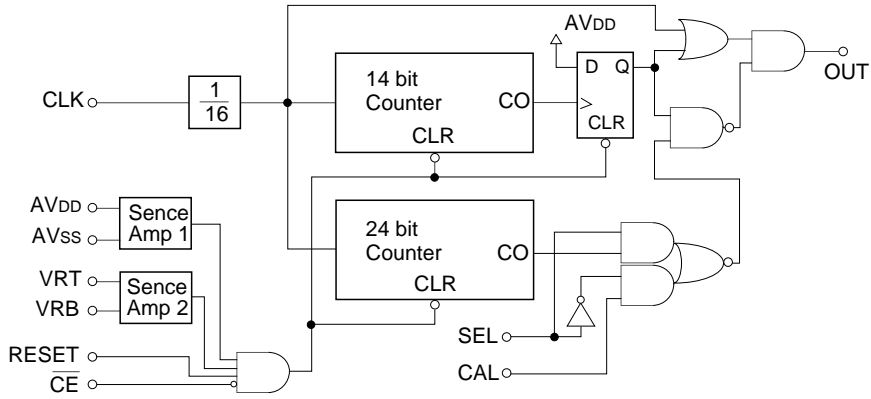 AVDD
D Q
CLR
OUT
CLK
1
16
14 bit
Counter
CO
CLR
AVDD
AVSS
Sence
Amp 1
24 bit
Counter
CO
CLR
VRT
VRB
Sence
Amp 2
SEL
CAL
RESET
CE